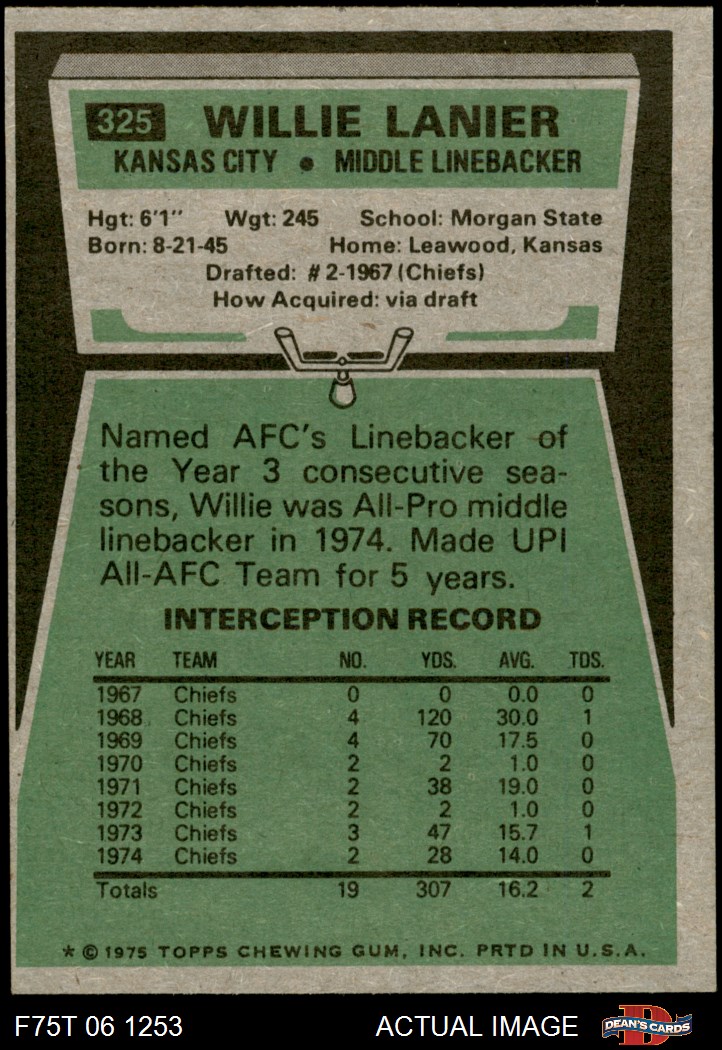 325 WILLIE LANIER
KANSAS CITY • MIDDLE LINEBACKER
Hgt: 6'1" Wgt: 245 School: Morgan State
Born: 8-21-45 Home: Leawood, Kansas
Drafted: #2-1967 (Chiefs)
How Acquired: via draft
Named AFC's Linebacker of
the Year 3 consecutive sea-
sons, Willie was All-Pro middle
linebacker in 1974. Made UPI
All-AFC Team for 5 years.
INTERCEPTION RECORD
YEAR TEAM NO. YDS. AVG. TDS.
1967 Chiefs 0 0 0.0 0
1968 Chiefs 4 120 30.0 1
1969 Chiefs 4 70 17.5 0
1970 Chiefs 2 2 1.0 0
1971 Chiefs 2 38 19.0 0
1972 Chiefs 2 2 1.0 0
1973 Chiefs 3 47 15.7 1
1974 Chiefs 2 28 14.0 0
Totals 19 307 16.2 2
* © 1975 TOPPS CHEWING GUM, INC. PRTD IN U.S.A.
F75T 06 1253 ACTUAL IMAGE D DEAN'S CARDS